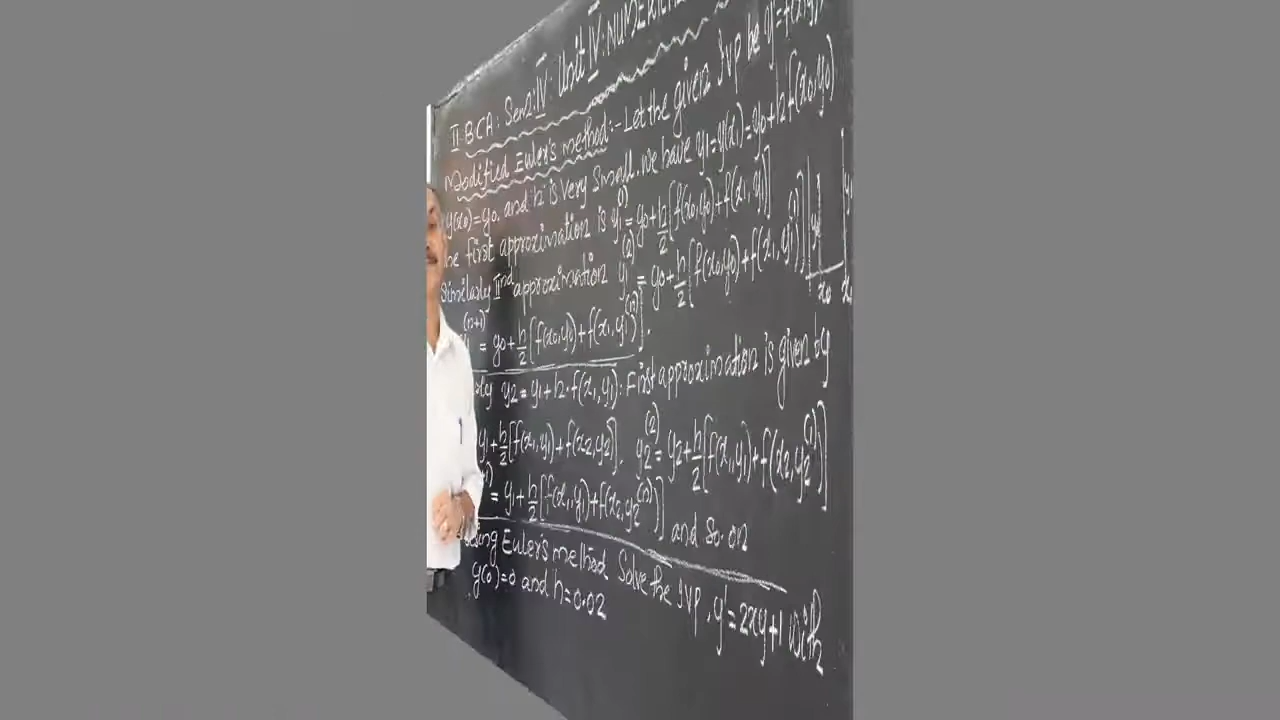 II BCA: Sem:IV: Unit IV: NUMERICAL
Modified Euler's method:- Let the given IVP be y'=f(x,y)
y(x0)=y0. and h is very small. we have y1=y(x1)=y0+h f(x0,y0)
he first approximation is y1^(1)=y0+h/2[f(x0,y0)+f(x1,y1)]
Similarly IInd approximation y1^(2)=y0+h/2[f(x0,y0)+f(x1,y1^(1))]
^(n+1)=y0+h/2[f(x0,y0)+f(x1,y1^(n))].
y0
x0
ly y2=y1+h.f(x1,y1): First approximation is given by
y1+h/2[f(x1,y1)+f(x2,y2)]. y2^(2)=y2+h/2[f(x1,y1)+f(x2,y2^(1))]
=y1+h/2[f(x1,y1)+f(x2,y2^(n))] and so.on
sing Euler's method Solve the IVP, y'=2xy+1 with
y(0)=0 and h=0.02